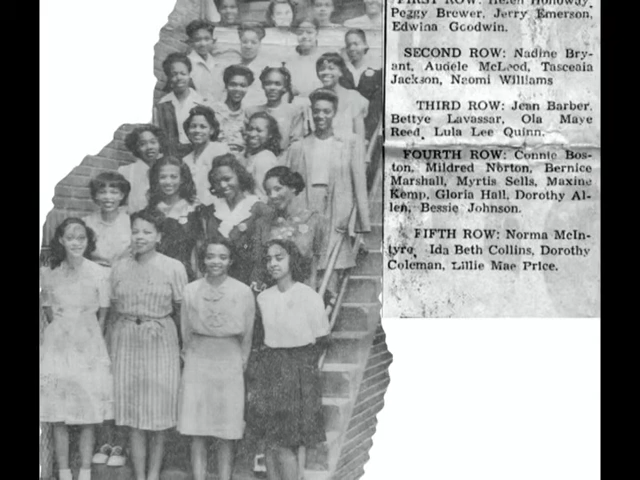 FIRST ROW: Helen Holloway,
Peggy Brewer, Jerry Emerson,
Edwina Goodwin.
SECOND ROW: Nadine Bry-
ant, Audele McLeod, Tasceaia
Jackson, Naomi Williams
THIRD ROW: Jean Barber,
Bettye Lavassar, Ola Maye
Reed, Lula Lee Quinn.
FOURTH ROW: Connie Bos-
ton, Mildred Norton, Bernice
Marshall, Myrtis Sells, Maxine
Kemp, Gloria Hall, Dorothy Al-
len, Bessie Johnson.
FIFTH ROW: Norma McIn-
tyre, Ida Beth Collins, Dorothy
Coleman, Lillie Mae Price.